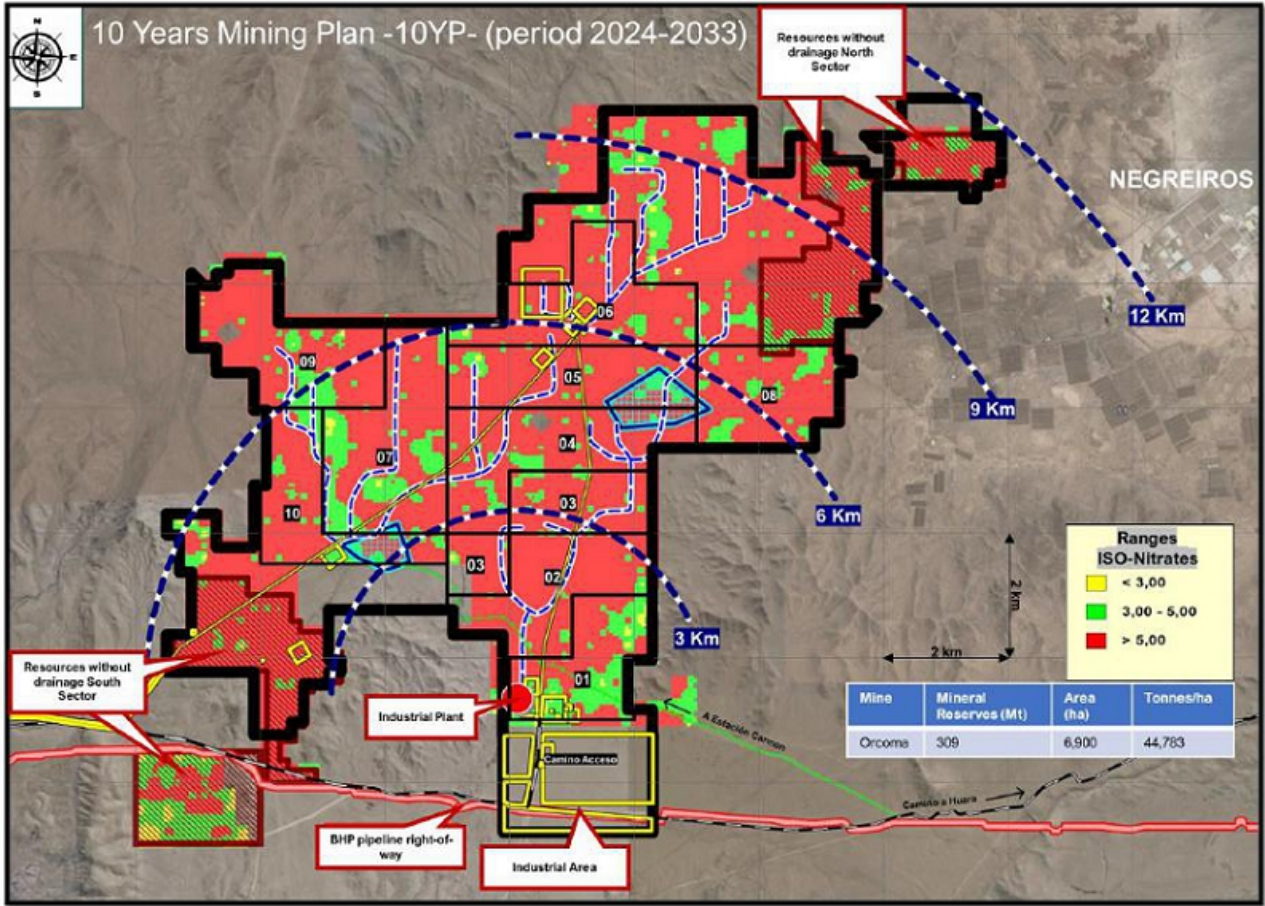 N
E
S
10 Years Mining Plan -10YP- (period 2024-2033)
Resources without
drainage North
Sector
NEGREIROS
12 Km
9 Km
6 Km
3 Km
06
09
05
08
04
07
03
10
03
02
01
Ranges
ISO-Nitrates
< 3,00
3,00 - 5,00
> 5,00
2 km
2 km
Resources without
drainage South
Sector
Industrial Plant
Mine
Mineral
Reserves (Mt)
Area
(ha)
Tonnes/ha
Orcoma
309
6,900
44,783
A Estación Carmen
Camino Acceso
Camino a Huara
BHP pipeline right-of-
way
Industrial Area